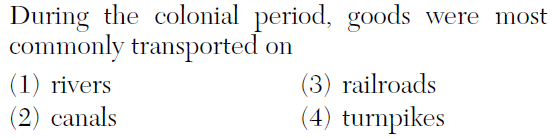 During the colonial period, goods were most
commonly transported on
(1) rivers (3) railroads
(2) canals (4) turnpikes